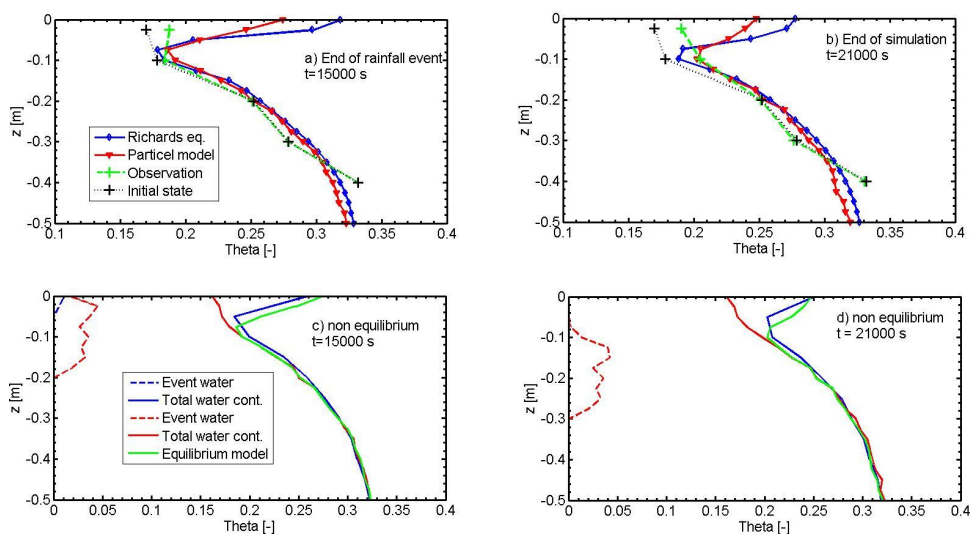 0
-0.1
-0.2
-0.3
-0.4
-0.5
z [m]
a) End of rainfall event
t=15000 s
Richards eq.
Particel model
Observation
Initial state
0.1 0.15 0.2 0.25 0.3 0.35 0.4
Theta [-]
0
-0.1
-0.2
-0.3
-0.4
-0.5
z [m]
b) End of simulation
t=21000 s
0.1 0.15 0.2 0.25 0.3 0.35 0.4
Theta [-]
0
-0.1
-0.2
-0.3
-0.4
-0.5
z [m]
c) non equilibrium
t=15000 s
Event water
Total water cont.
Event water
Total water cont.
Equilibrium model
0 0.05 0.1 0.15 0.2 0.25 0.3 0.35 0.4
Theta [-]
0
-0.1
-0.2
-0.3
-0.4
-0.5
z [m]
d) non equilibrium
t = 21000 s
0 0.05 0.1 0.15 0.2 0.25 0.3 0.35 0.4
Theta [-]